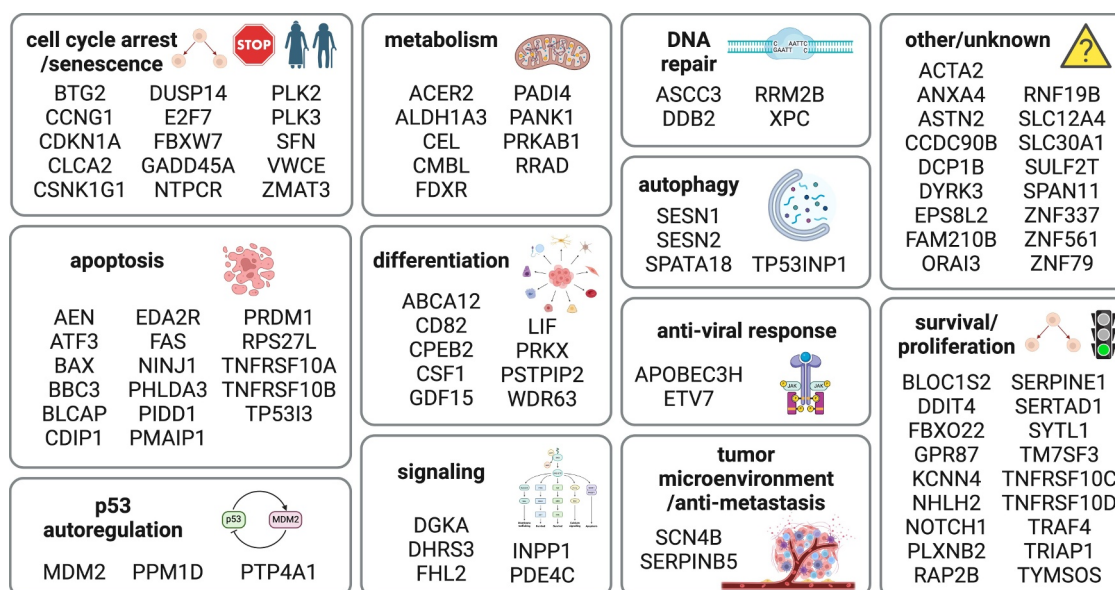 cell cycle arrest
/senescence
STOP
BTG2 DUSP14 PLK2
CCNG1 E2F7 PLK3
CDKN1A FBXW7 SFN
CLCA2 GADD45A VWCE
CSNK1G1 NTPCR ZMAT3
metabolism
ACER2 PADI4
ALDH1A3 PANK1
CEL PRKAB1
CMBL RRAD
FDXR
DNA
repair
C AATTC
GAATT C
ASCC3 RRM2B
DDB2 XPC
other/unknown
?
ACTA2
ANXA4 RNF19B
ASTN2 SLC12A4
CCDC90B SLC30A1
DCP1B SULF2T
DYRK3 SPAN11
EPS8L2 ZNF337
FAM210B ZNF561
ORAI3 ZNF79
autophagy
SESN1
SESN2
SPATA18 TP53INP1
apoptosis
AEN EDA2R PRDM1
ATF3 FAS RPS27L
BAX NINJ1 TNFRSF10A
BBC3 PHLDA3 TNFRSF10B
BLCAP PIDD1 TP53I3
CDIP1 PMAIP1
differentiation
ABCA12
CD82 LIF
CPEB2 PRKX
CSF1 PSTPIP2
GDF15 WDR63
anti-viral response
APOBEC3H
ETV7
JAK JAK
survival/
proliferation
BLOC1S2 SERPINE1
DDIT4 SERTAD1
FBXO22 SYTL1
GPR87 TM7SF3
KCNN4 TNFRSF10C
NHLH2 TNFRSF10D
NOTCH1 TRAF4
PLXNB2 TRIAP1
RAP2B TYMSOS
p53
autoregulation
p53 MDM2
MDM2 PPM1D PTP4A1
signaling
DGKA
DHRS3 INPP1
FHL2 PDE4C
tumor
microenvironment
/anti-metastasis
SCN4B
SERPINB5